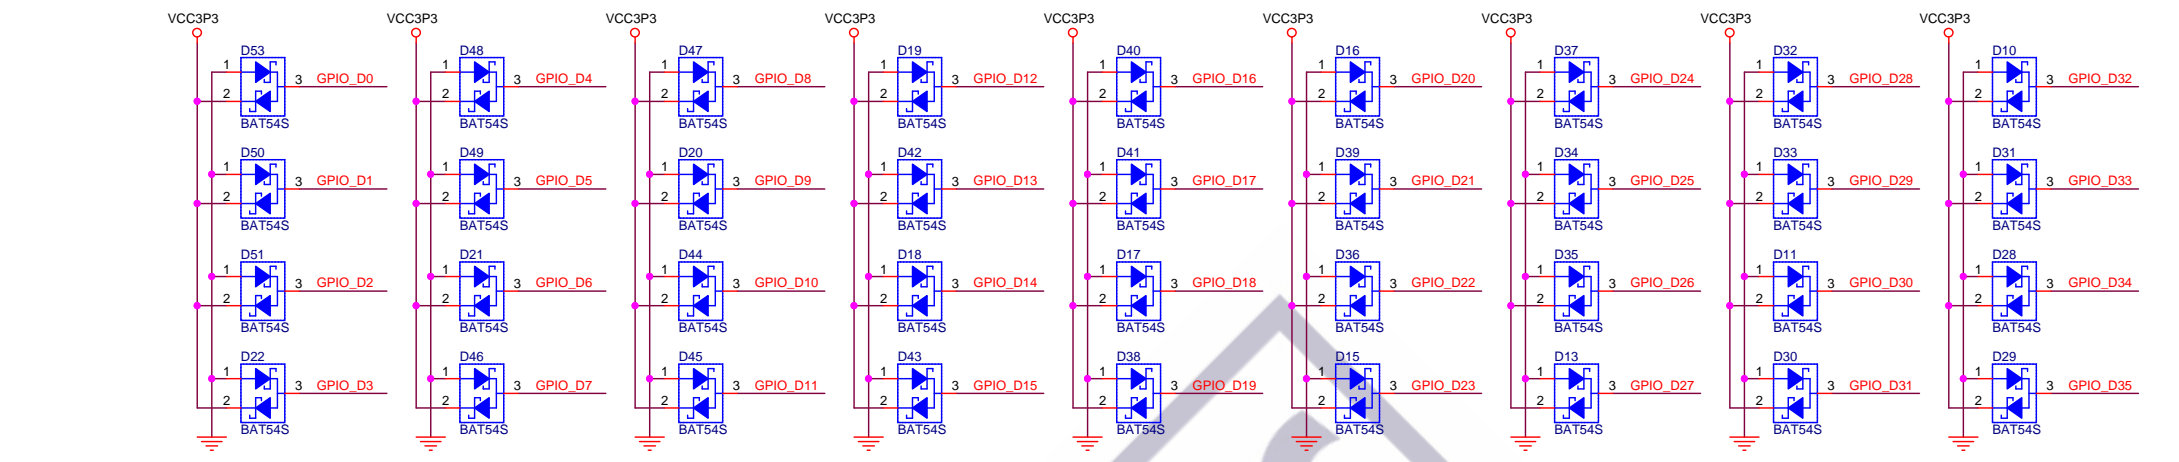 VCC3P3 VCC3P3 VCC3P3 VCC3P3 VCC3P3 VCC3P3 VCC3P3 VCC3P3 VCC3P3
D53 D48 D47 D19 D40 D16 D37 D32 D10
1 3 GPIO_D0 1 3 GPIO_D4 1 3 GPIO_D8 1 3 GPIO_D12 1 3 GPIO_D16 1 3 GPIO_D20 1 3 GPIO_D24 1 3 GPIO_D28 1 3 GPIO_D32
2 2 2 2 2 2 2 2 2
BAT54S BAT54S BAT54S BAT54S BAT54S BAT54S BAT54S BAT54S BAT54S
D50 D49 D20 D42 D41 D39 D34 D33 D31
1 3 GPIO_D1 1 3 GPIO_D5 1 3 GPIO_D9 1 3 GPIO_D13 1 3 GPIO_D17 1 3 GPIO_D21 1 3 GPIO_D25 1 3 GPIO_D29 1 3 GPIO_D33
2 2 2 2 2 2 2 2 2
BAT54S BAT54S BAT54S BAT54S BAT54S BAT54S BAT54S BAT54S BAT54S
D51 D21 D44 D18 D17 D36 D35 D11 D28
1 3 GPIO_D2 1 3 GPIO_D6 1 3 GPIO_D10 1 3 GPIO_D14 1 3 GPIO_D18 1 3 GPIO_D22 1 3 GPIO_D26 1 3 GPIO_D30 1 3 GPIO_D34
2 2 2 2 2 2 2 2 2
BAT54S BAT54S BAT54S BAT54S BAT54S BAT54S BAT54S BAT54S BAT54S
D22 D46 D45 D43 D38 D15 D13 D30 D29
1 3 GPIO_D3 1 3 GPIO_D7 1 3 GPIO_D11 1 3 GPIO_D15 1 3 GPIO_D19 1 3 GPIO_D23 1 3 GPIO_D27 1 3 GPIO_D31 1 3 GPIO_D35
2 2 2 2 2 2 2 2 2
BAT54S BAT54S BAT54S BAT54S BAT54S BAT54S BAT54S BAT54S BAT54S